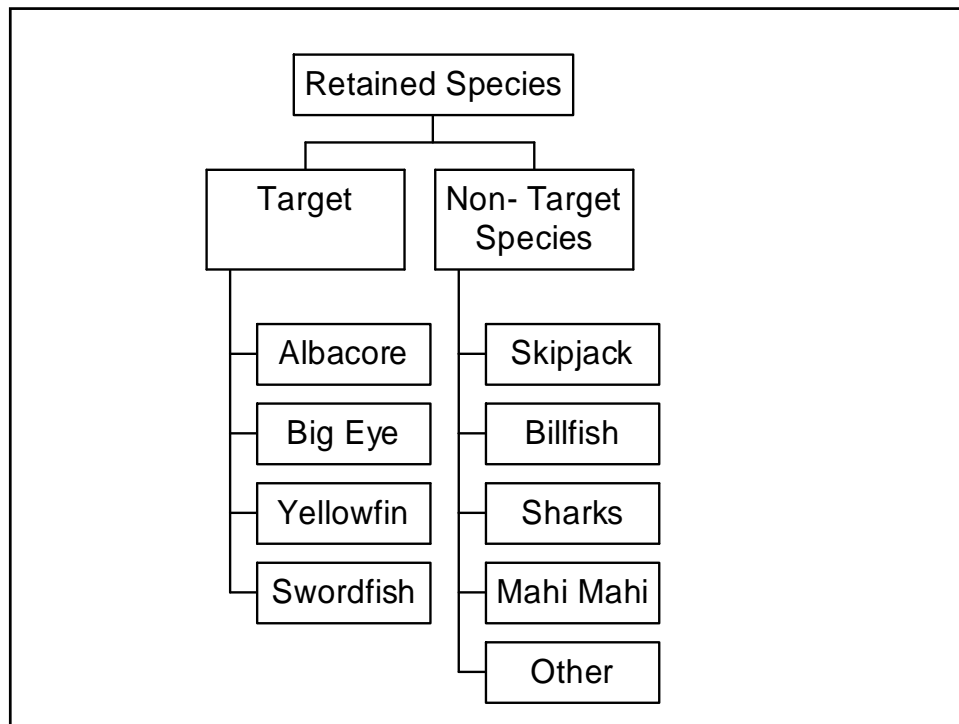 Retained Species
Target
Non- Target
Species
Albacore
Big Eye
Yellowfin
Swordfish
Skipjack
Billfish
Sharks
Mahi Mahi
Other